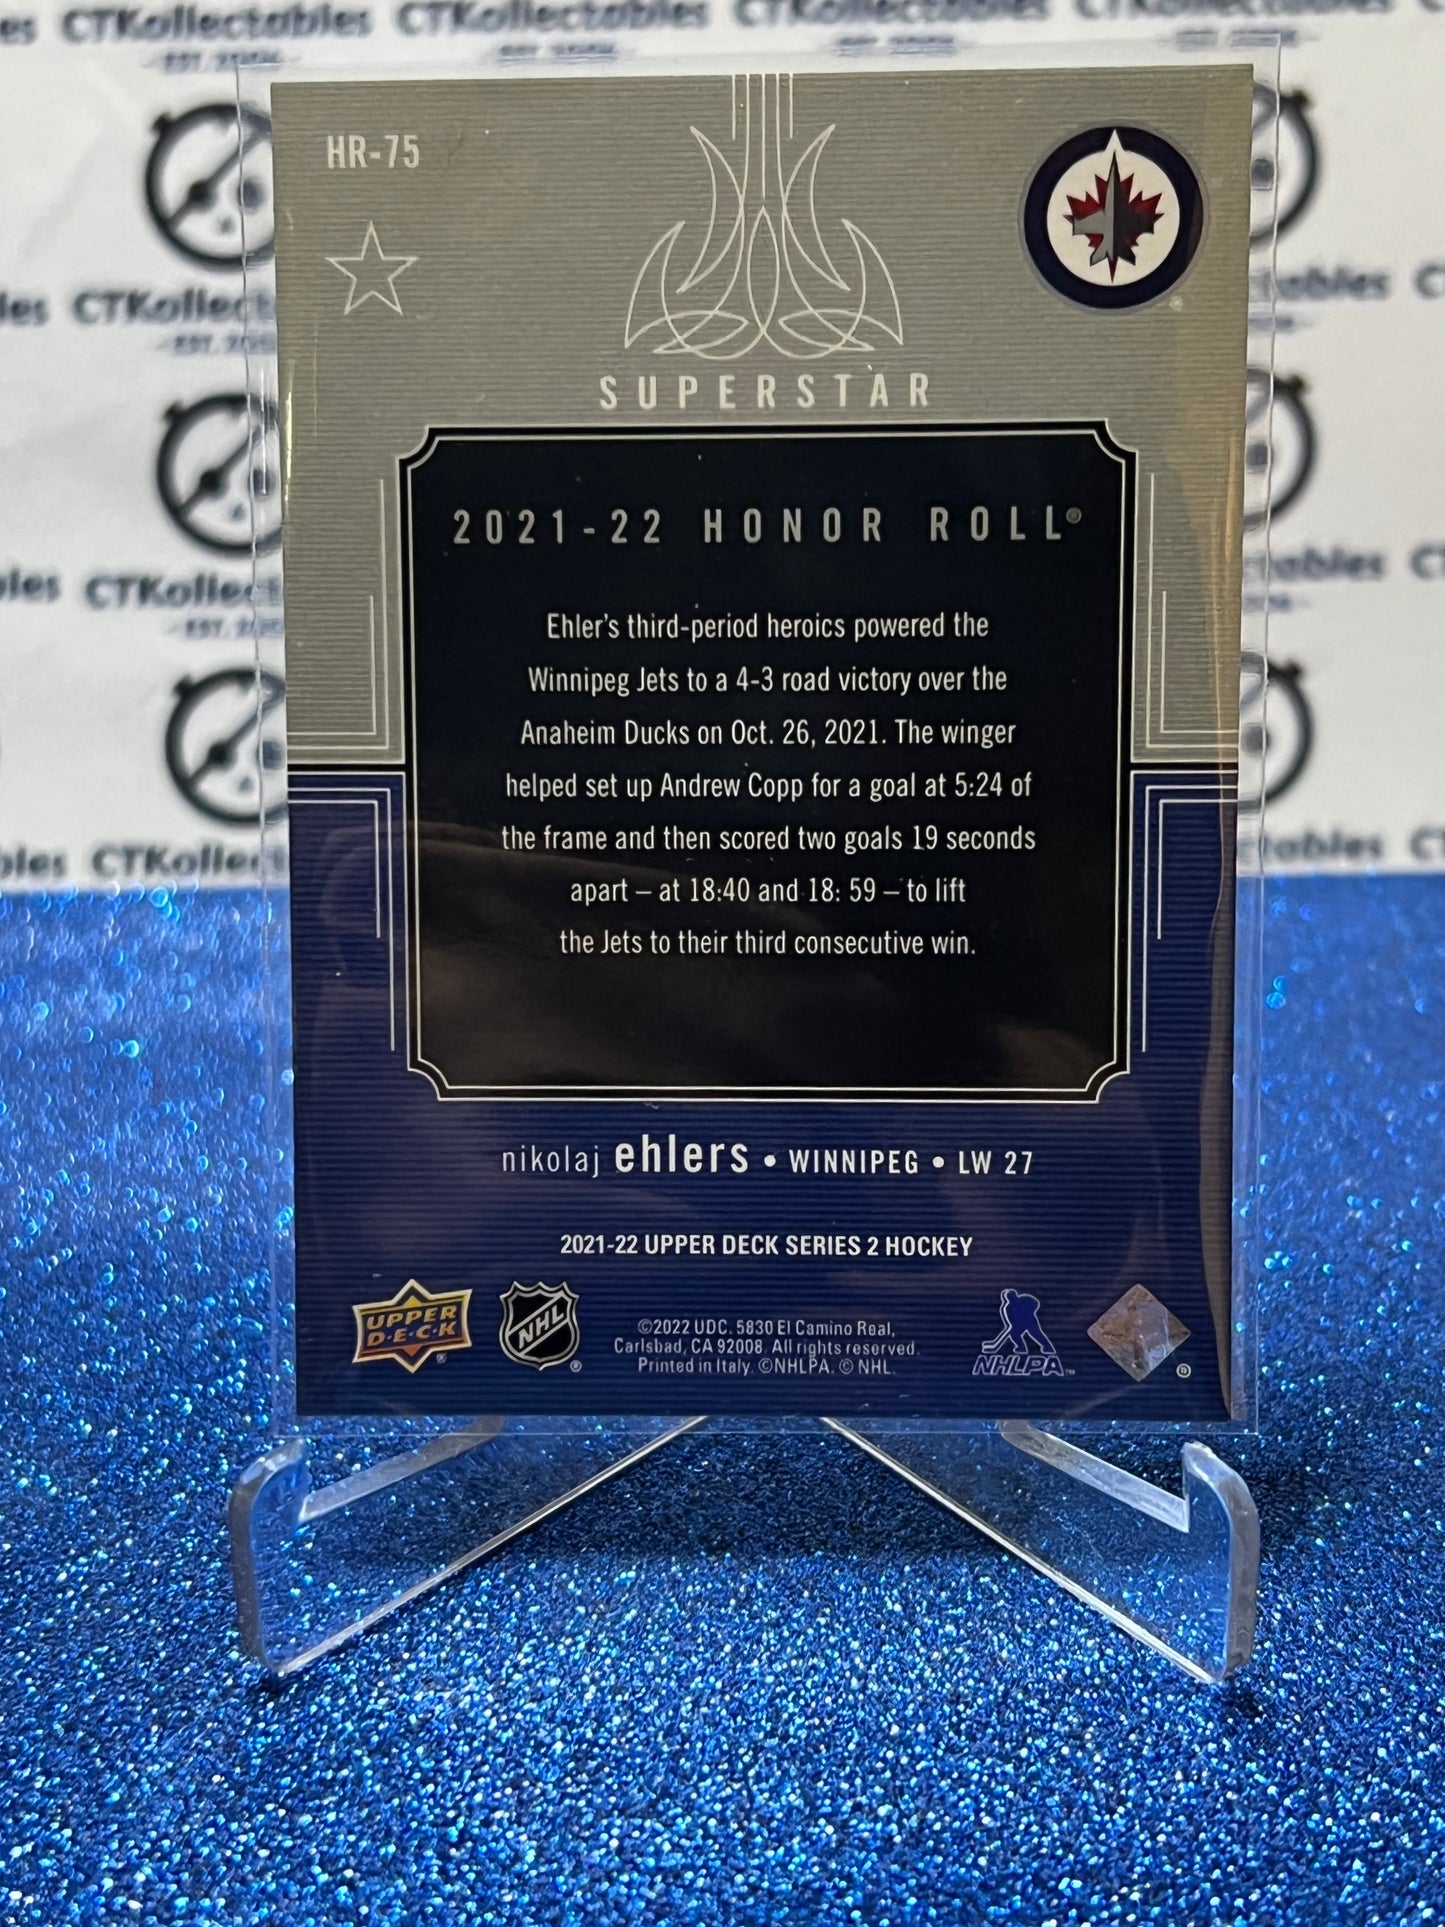 CTKollectables CTKollectables CTKollectables
EST. 2020
HR-75
SUPERSTAR
2021-22 HONOR ROLL®
Ehler's third-period heroics powered the
Winnipeg Jets to a 4-3 road victory over the
Anaheim Ducks on Oct. 26, 2021. The winger
helped set up Andrew Copp for a goal at 5:24 of
the frame and then scored two goals 19 seconds
apart – at 18:40 and 18: 59 – to lift
the Jets to their third consecutive win.
nikolaj ehlers • WINNIPEG • LW 27
2021-22 UPPER DECK SERIES 2 HOCKEY
UPPER
D·E·C·K
NHL
©2022 UDC. 5830 El Camino Real,
Carlsbad, CA 92008. All rights reserved.
Printed in Italy. ©NHLPA. © NHL.
NHLPA™